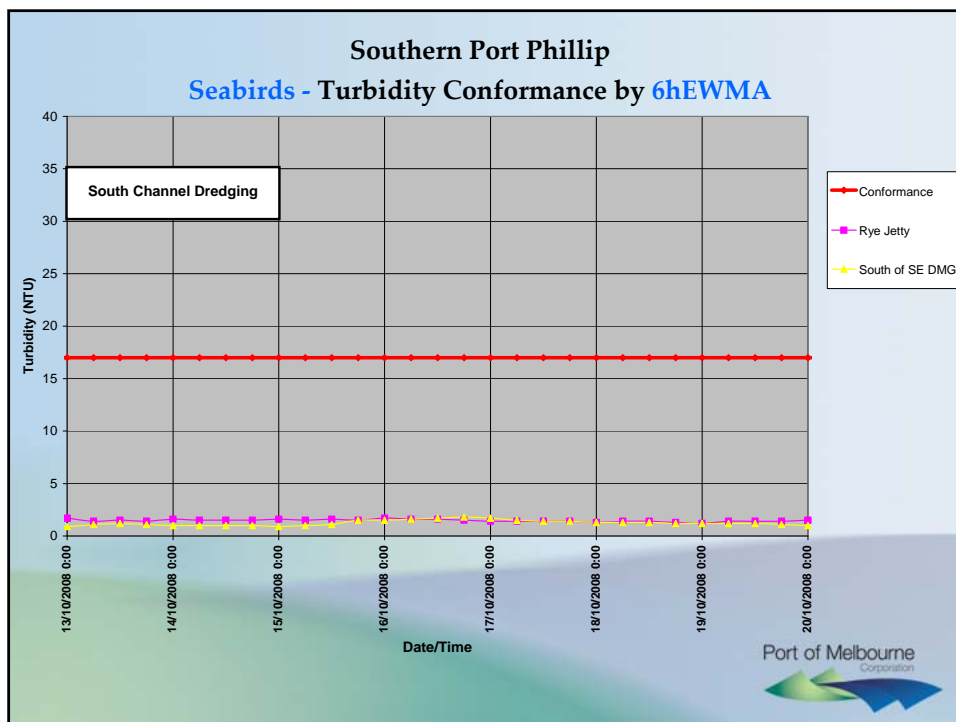 Southern Port Phillip
Seabirds - Turbidity Conformance by 6hEWMA
40
35
30
25
20
15
10
5
0
Turbidity (NTU)
South Channel Dredging
Conformance
Rye Jetty
South of SE DMG
13/10/2008 0:00
14/10/2008 0:00
15/10/2008 0:00
16/10/2008 0:00
17/10/2008 0:00
18/10/2008 0:00
19/10/2008 0:00
20/10/2008 0:00
Date/Time
Port of Melbourne
Corporation